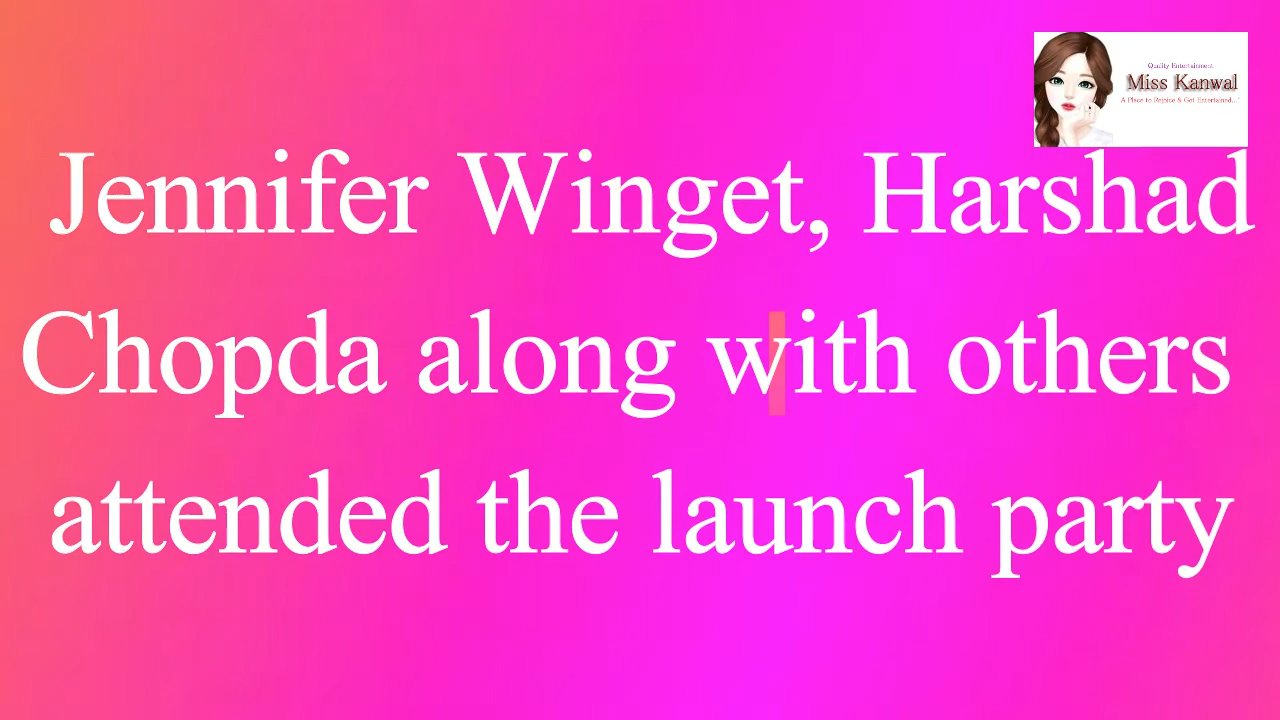 Quality Entertainment
Miss Kanwal
A Place to Rejoice & Get Entertained..."
Jennifer Winget, Harshad
Chopda along with others
attended the launch party